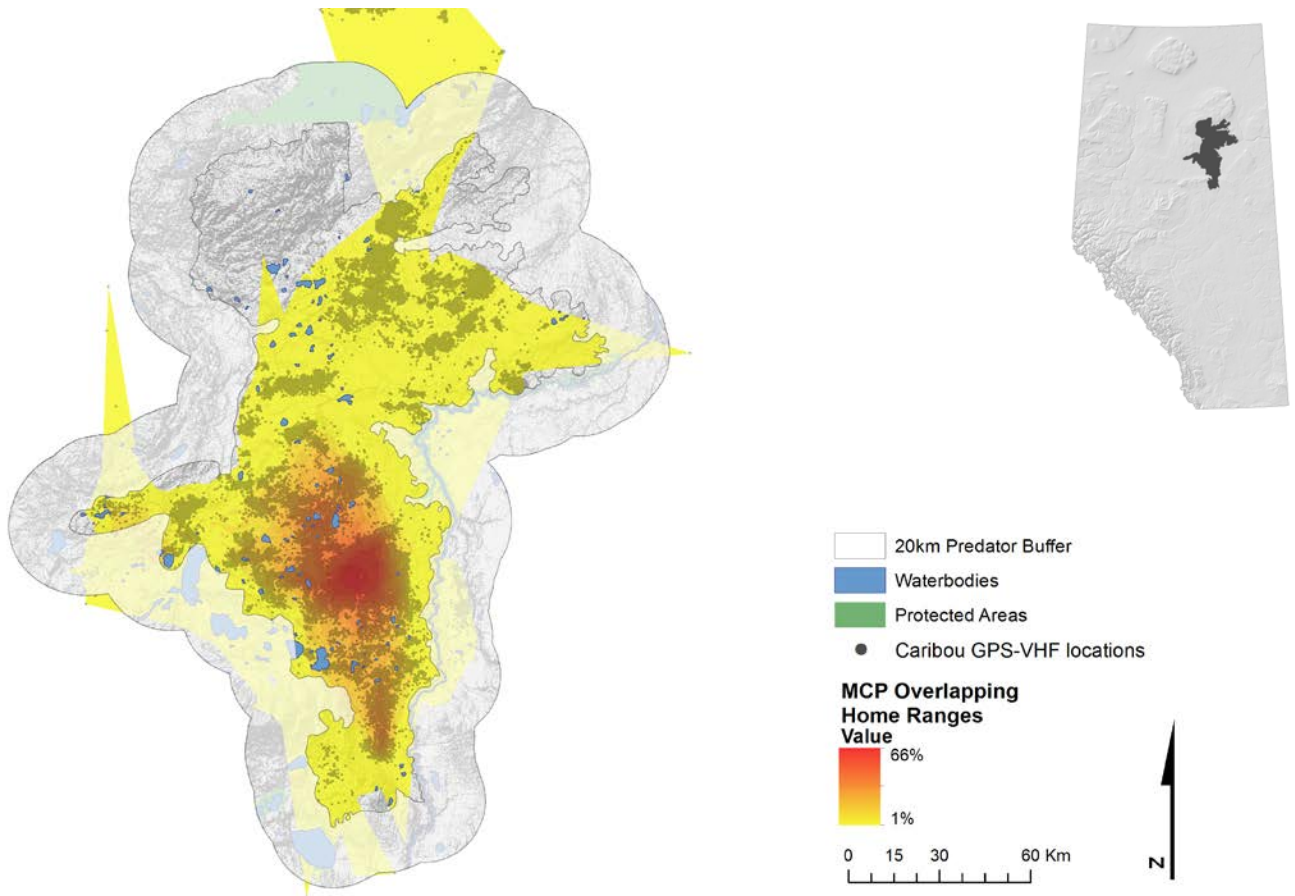 20km Predator Buffer
Waterbodies
Protected Areas
Caribou GPS-VHF locations
MCP Overlapping
Home Ranges
Value
66%
1%
0 15 30 60 Km
N